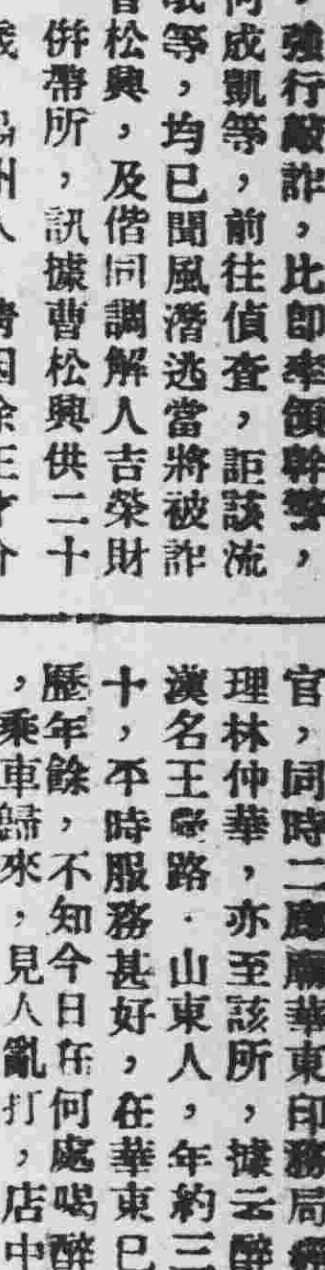 ，強行敲詐，比即率領幹警，
成凱等，前往偵查，詎該流
等，均已聞風潛逃當將被詐
松興，及偕同調解人吉榮財
併帶所，訊據曹松興供二十
官，同時二馬廟華東印務局經
理林仲華，亦至該所，據云醉
漢名王 路．山東人，年約三
十，平時服務甚好，在華東已
歷年餘，不知今日在何處喝醉
，乘車歸來，見人亂打，店中